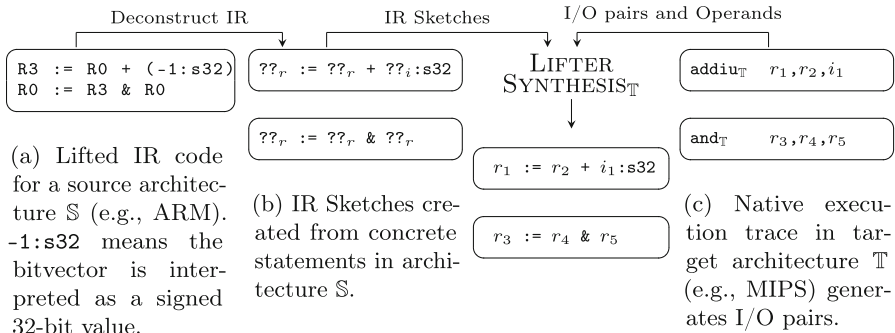 Deconstruct IR
IR Sketches
I/O pairs and Operands
R3 := R0 + (-1:s32)
R0 := R3 & R0
??r := ??r + ??i:s32
??r := ??r & ??r
LIFTER
SYNTHESIS𝕋
r1 := r2 + i1:s32
r3 := r4 & r5
addiu𝕋 r1,r2,i1
and𝕋 r3,r4,r5
(a) Lifted IR code
for a source architec-
ture 𝕊 (e.g., ARM).
-1:s32 means the
bitvector is inter-
preted as a signed
32-bit value.
(b) IR Sketches cre-
ated from concrete
statements in archi-
tecture 𝕊.
(c) Native execu-
tion trace in tar-
get architecture 𝕋
(e.g., MIPS) gener-
ates I/O pairs.